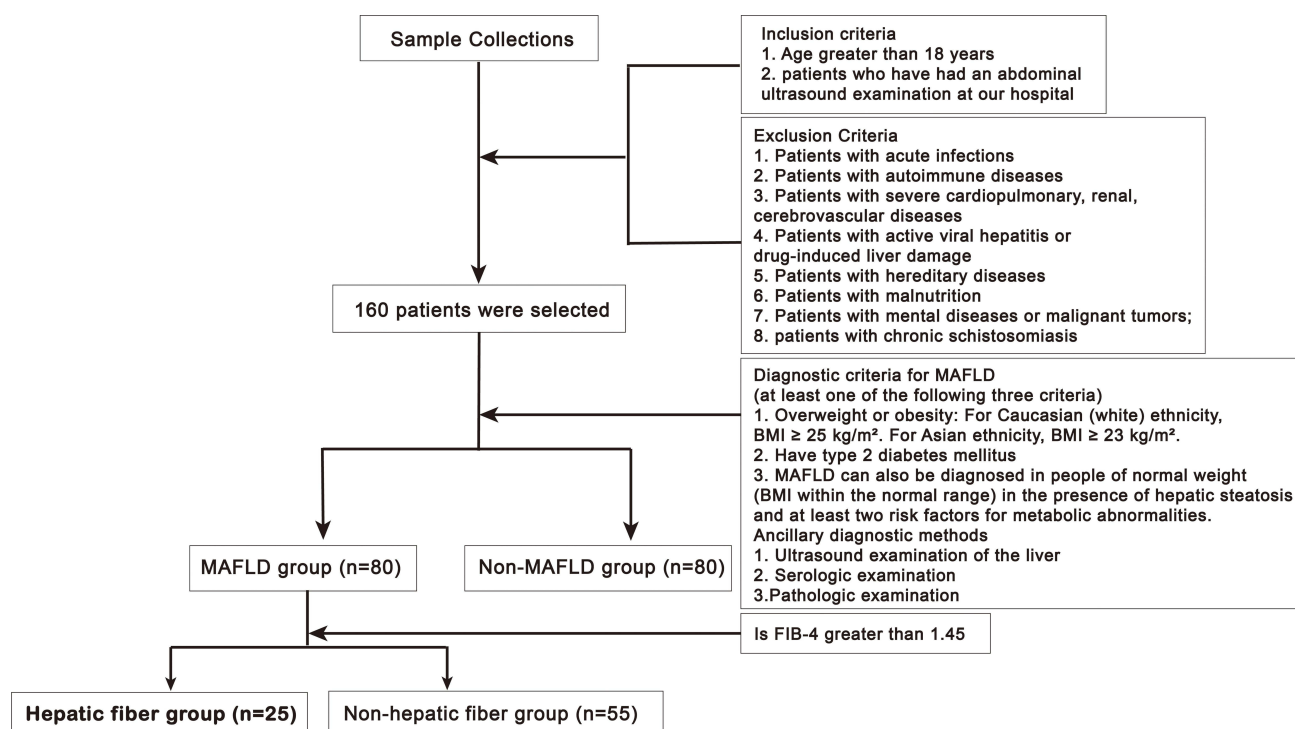 Sample Collections
Inclusion criteria
1. Age greater than 18 years
2. patients who have had an abdominal
ultrasound examination at our hospital
Exclusion Criteria
1. Patients with acute infections
2. Patients with autoimmune diseases
3. Patients with severe cardiopulmonary, renal,
cerebrovascular diseases
4. Patients with active viral hepatitis or
drug-induced liver damage
5. Patients with hereditary diseases
6. Patients with malnutrition
7. Patients with mental diseases or malignant tumors;
8. patients with chronic schistosomiasis
160 patients were selected
Diagnostic criteria for MAFLD
(at least one of the following three criteria)
1. Overweight or obesity: For Caucasian (white) ethnicity,
BMI ≥ 25 kg/m². For Asian ethnicity, BMI ≥ 23 kg/m².
2. Have type 2 diabetes mellitus
3. MAFLD can also be diagnosed in people of normal weight
(BMI within the normal range) in the presence of hepatic steatosis
and at least two risk factors for metabolic abnormalities.
Ancillary diagnostic methods
1. Ultrasound examination of the liver
2. Serologic examination
3.Pathologic examination
MAFLD group (n=80)
Non-MAFLD group (n=80)
Is FIB-4 greater than 1.45
Hepatic fiber group (n=25)
Non-hepatic fiber group (n=55)